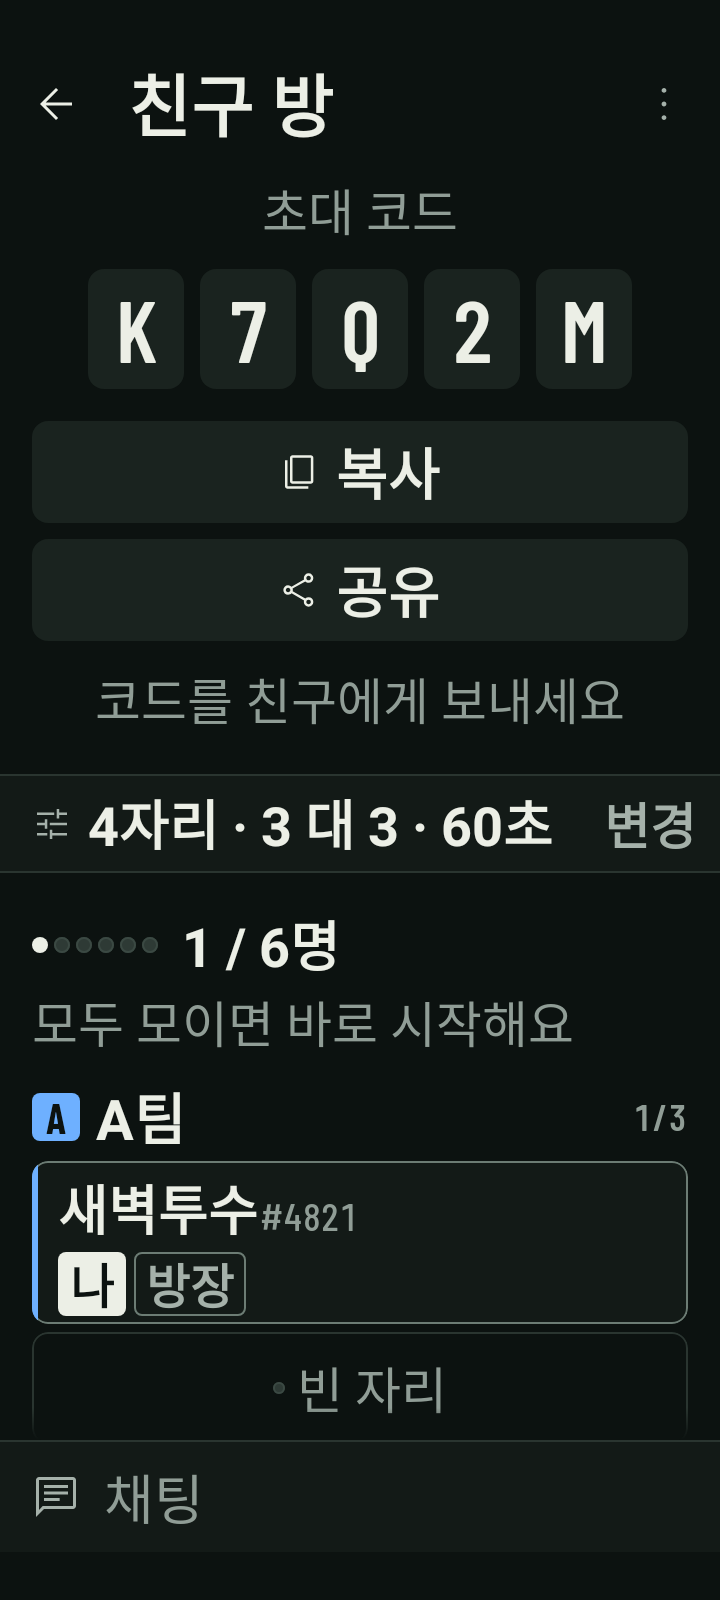 친구 방
초대 코드
K 7 Q 2 M
복사
공유
코드를 친구에게 보내세요
4자리 · 3 대 3 · 60초 변경
1 / 6명
모두 모이면 바로 시작해요
A A팀 1/3
새벽투수#4821
나 방장
빈 자리
채팅